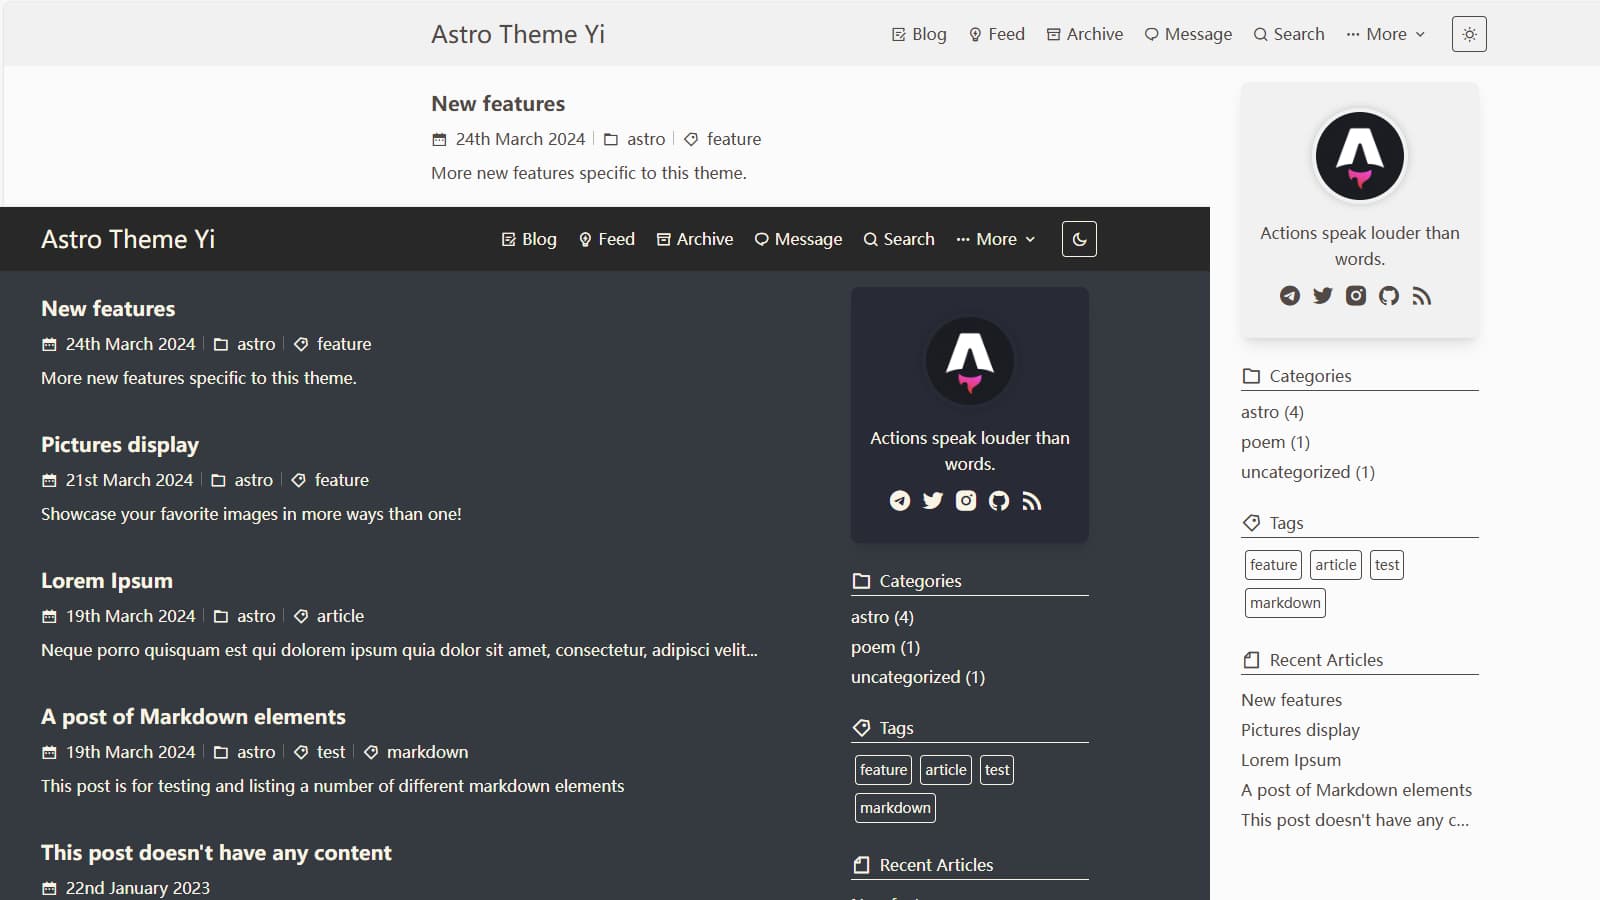 Astro Theme Yi
Blog Feed Archive Message Search More
New features
24th March 2024 astro feature
More new features specific to this theme.
Actions speak louder than
words.
Categories
astro (4)
poem (1)
uncategorized (1)
Tags
feature article test
markdown
Recent Articles
New features
Pictures display
Lorem Ipsum
A post of Markdown elements
This post doesn't have any c...
Astro Theme Yi
Blog Feed Archive Message Search More
New features
24th March 2024 astro feature
More new features specific to this theme.
Pictures display
21st March 2024 astro feature
Showcase your favorite images in more ways than one!
Lorem Ipsum
19th March 2024 astro article
Neque porro quisquam est qui dolorem ipsum quia dolor sit amet, consectetur, adipisci velit...
A post of Markdown elements
19th March 2024 astro test markdown
This post is for testing and listing a number of different markdown elements
This post doesn't have any content
22nd January 2023
Actions speak louder than
words.
Categories
astro (4)
poem (1)
uncategorized (1)
Tags
feature article test
markdown
Recent Articles